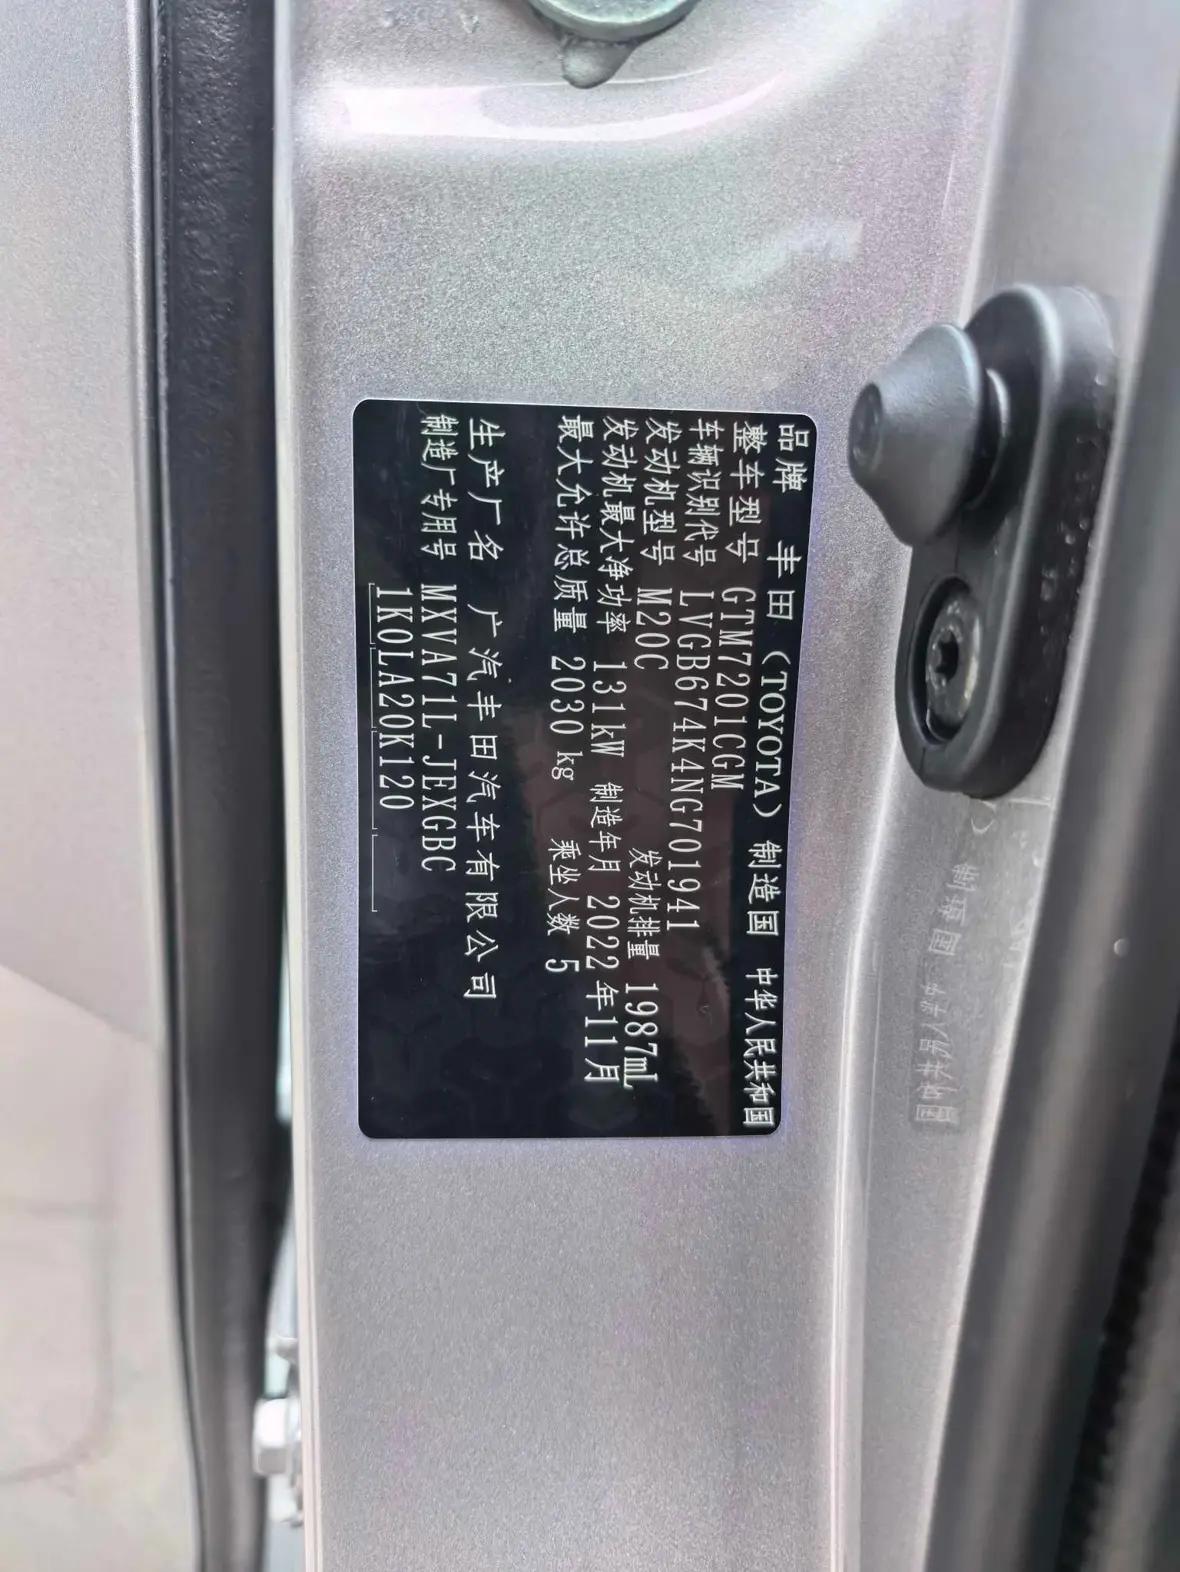 品牌 丰田（TOYOTA） 制造国 中华人民共和国
整车型号 GTM7201CGM
车辆识别代号 LVGB674K4NG701941
发动机型号 M20C 发动机排量 1987mL
发动机最大净功率 131kW 制造年月 2022年11月
最大允许总质量 2030kg 乘坐人数 5
生产厂名 广汽丰田汽车有限公司
制造厂专用号 MXVA71L-JEXGBC
1K0LA20K120